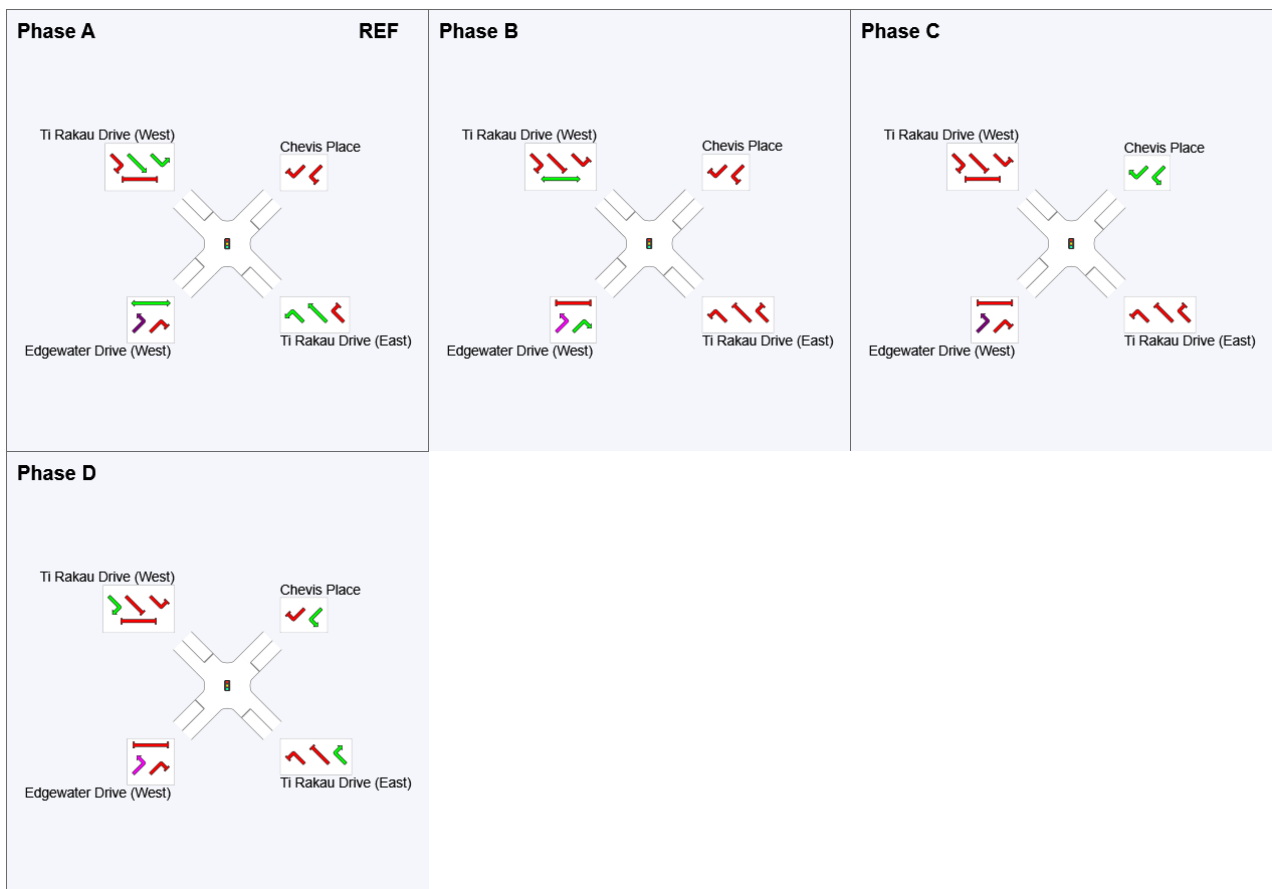 Phase A REF
Ti Rakau Drive (West)
Chevis Place
Edgewater Drive (West)
Ti Rakau Drive (East)
Phase B
Ti Rakau Drive (West)
Chevis Place
Edgewater Drive (West)
Ti Rakau Drive (East)
Phase C
Ti Rakau Drive (West)
Chevis Place
Edgewater Drive (West)
Ti Rakau Drive (East)
Phase D
Ti Rakau Drive (West)
Chevis Place
Edgewater Drive (West)
Ti Rakau Drive (East)